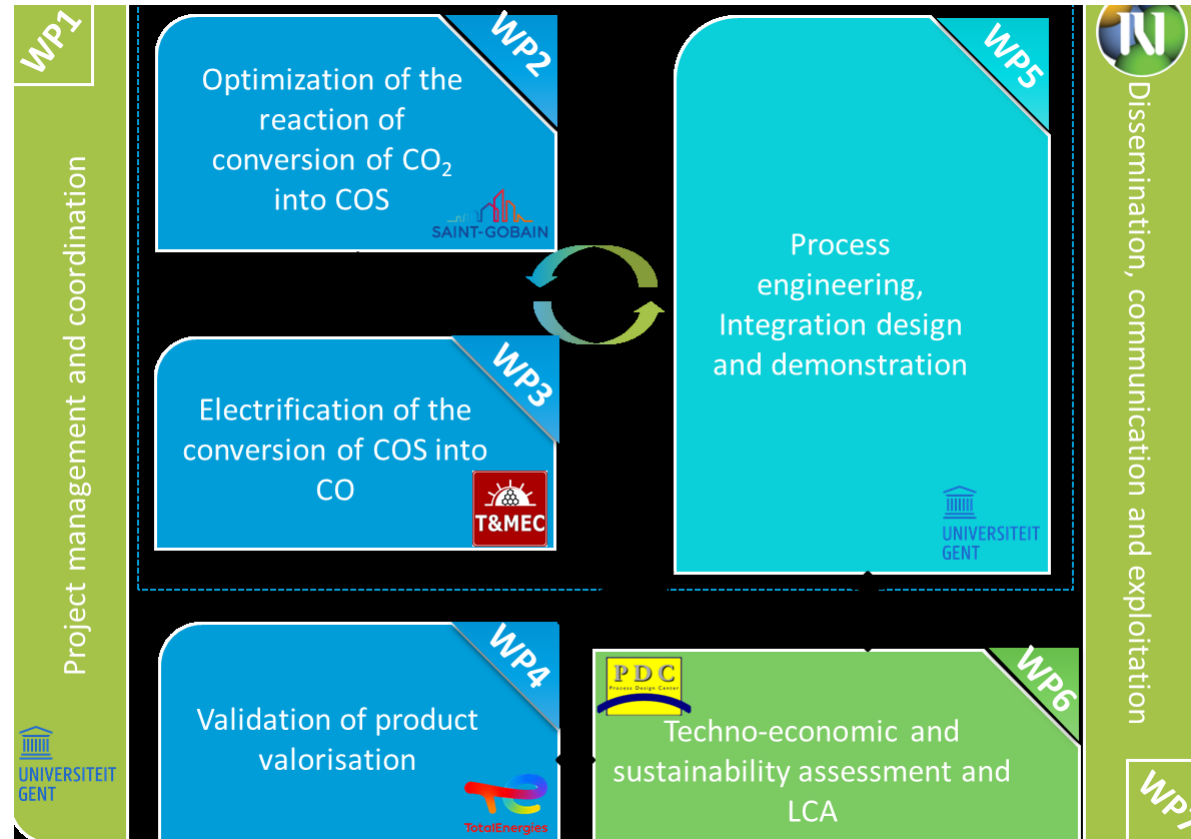 WP1
Project management and coordination
UNIVERSITEIT
GENT
WP2
Optimization of the
reaction of
conversion of CO₂
into COS
SAINT-GOBAIN
WP3
Electrification of the
conversion of COS into
CO
T&MEC
WP4
Validation of product
valorisation
TotalEnergies
WP5
Process
engineering,
Integration design
and demonstration
UNIVERSITEIT
GENT
WP6
PDC
Process Design Center
Techno-economic and
sustainability assessment and
LCA
N
Dissemination, communication and exploitation
WP7